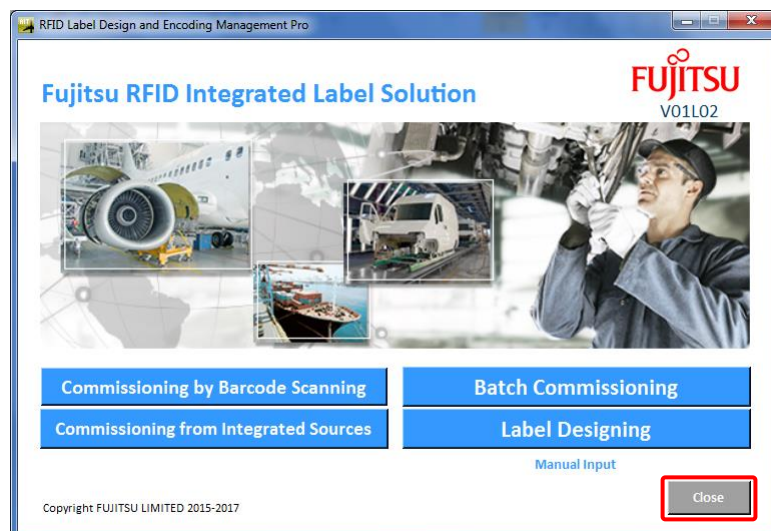 RFID Label Design and Encoding Management Pro
Fujitsu RFID Integrated Label Solution
FUJITSU
V01L02
Commissioning by Barcode Scanning
Batch Commissioning
Commissioning from Integrated Sources
Label Designing
Manual Input
Close
Copyright FUJITSU LIMITED 2015-2017